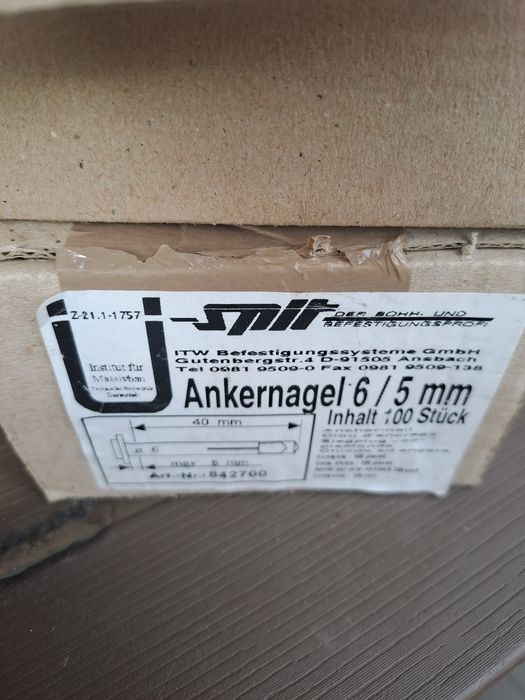 Z-21.1-1757
Spit DER BOHR- UND
BEFESTIGUNGSPROFI
ITW Befestigungssysteme GmbH
Gutenbergstr.4 D-91505 Ansbach
Tel 0981 9509-0 Fax 0981 9509-138
Institut für
Massivbau
Ankernagel 6 / 5 mm
Inhalt 100 Stück
40 mm
ø 6
max 5 mm
Art.-Nr.: 842700